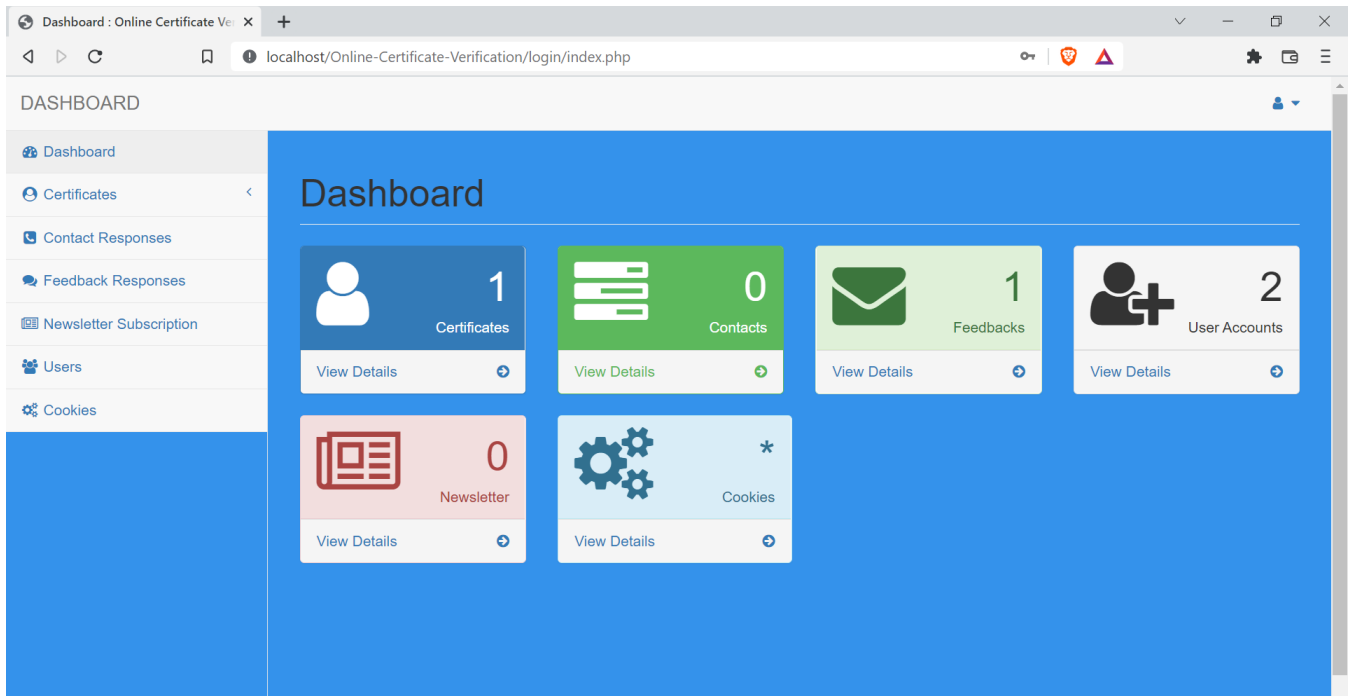 Dashboard : Online Certificate Ve
localhost/Online-Certificate-Verification/login/index.php
DASHBOARD
Dashboard
Certificates
Contact Responses
Feedback Responses
Newsletter Subscription
Users
Cookies
Dashboard
1
Certificates
View Details
0
Contacts
View Details
1
Feedbacks
View Details
2
User Accounts
View Details
0
Newsletter
View Details
*
Cookies
View Details